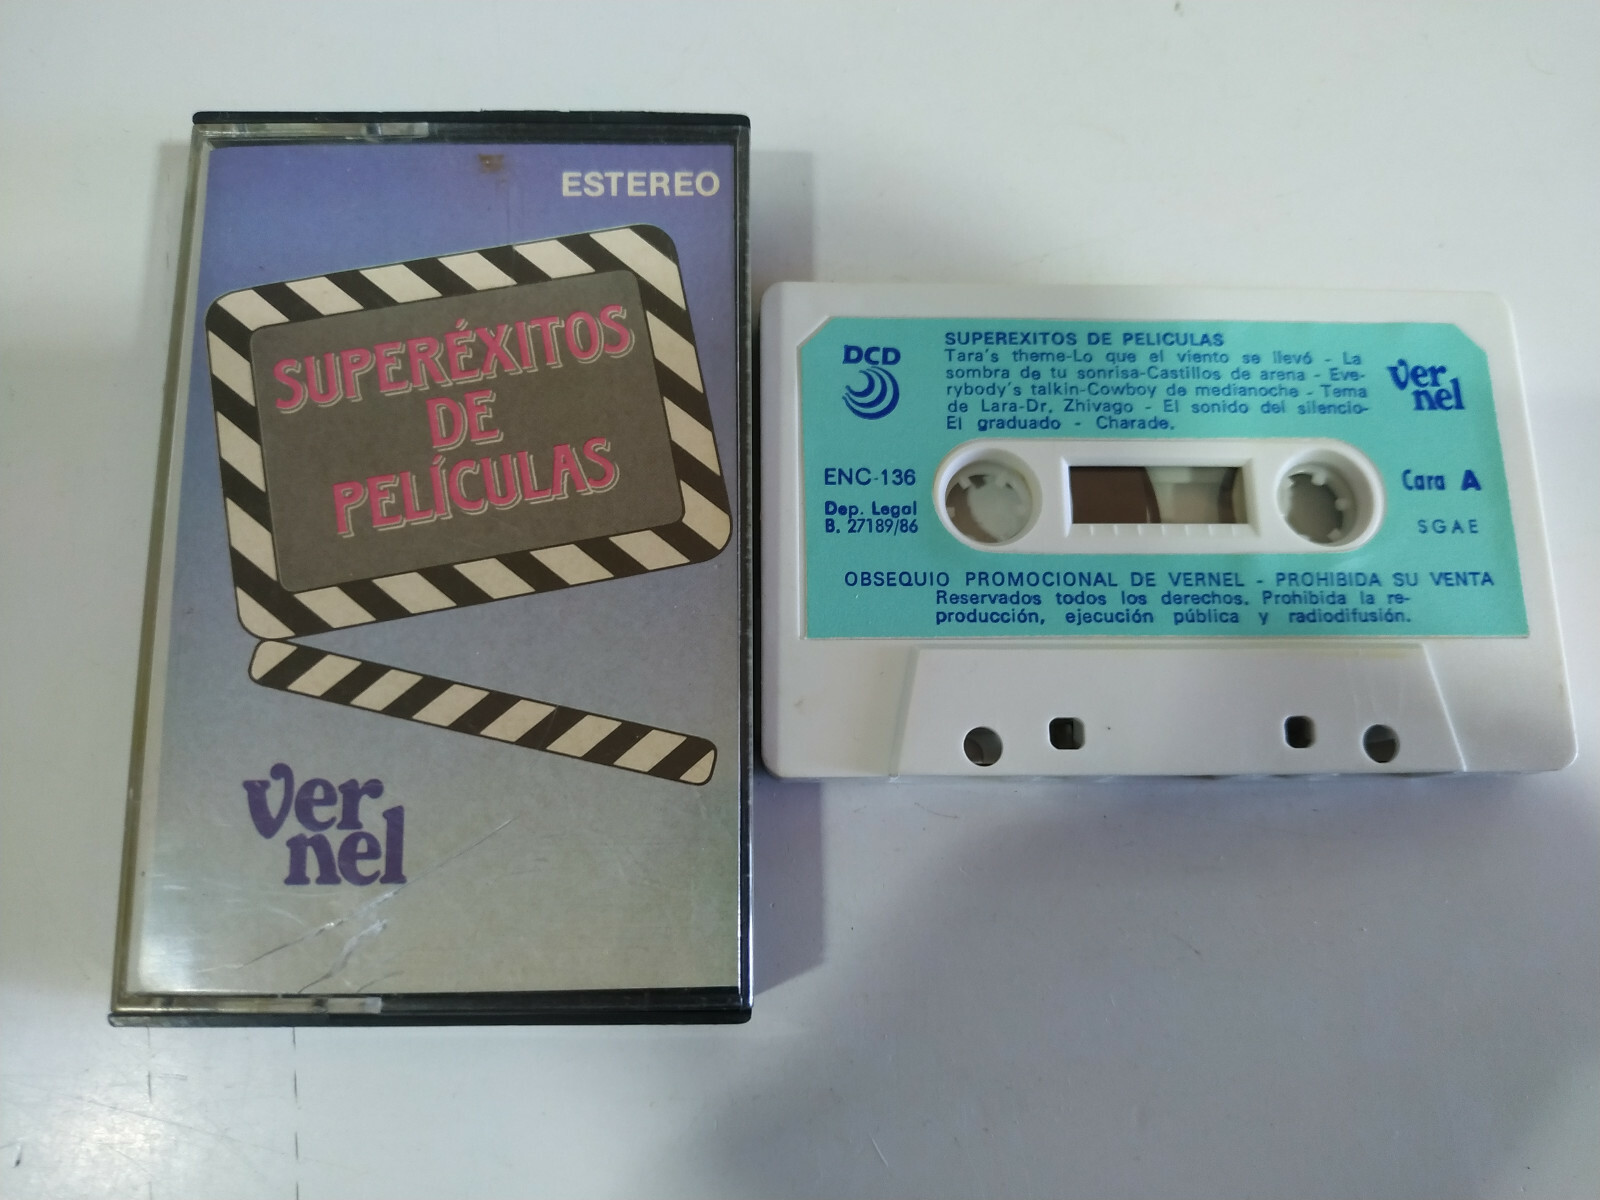 ESTEREO
SUPERÉXITOS
DE
PELÍCULAS
ver
nel
DCD
SUPEREXITOS DE PELICULAS
Tara's theme-Lo que el viento se llevó - La
sombra de tu sonrisa-Castillos de arena - Eve-
rybody's talkin-Cowboy de medianoche - Tema
de Lara-Dr. Zhivago - El sonido del silencio-
El graduado - Charade.
ver
nel
ENC-136
Dep. Legal
B. 27189/86
Cara A
SGAE
OBSEQUIO PROMOCIONAL DE VERNEL - PROHIBIDA SU VENTA
Reservados todos los derechos. Prohibida la re-
producción, ejecución pública y radiodifusión.